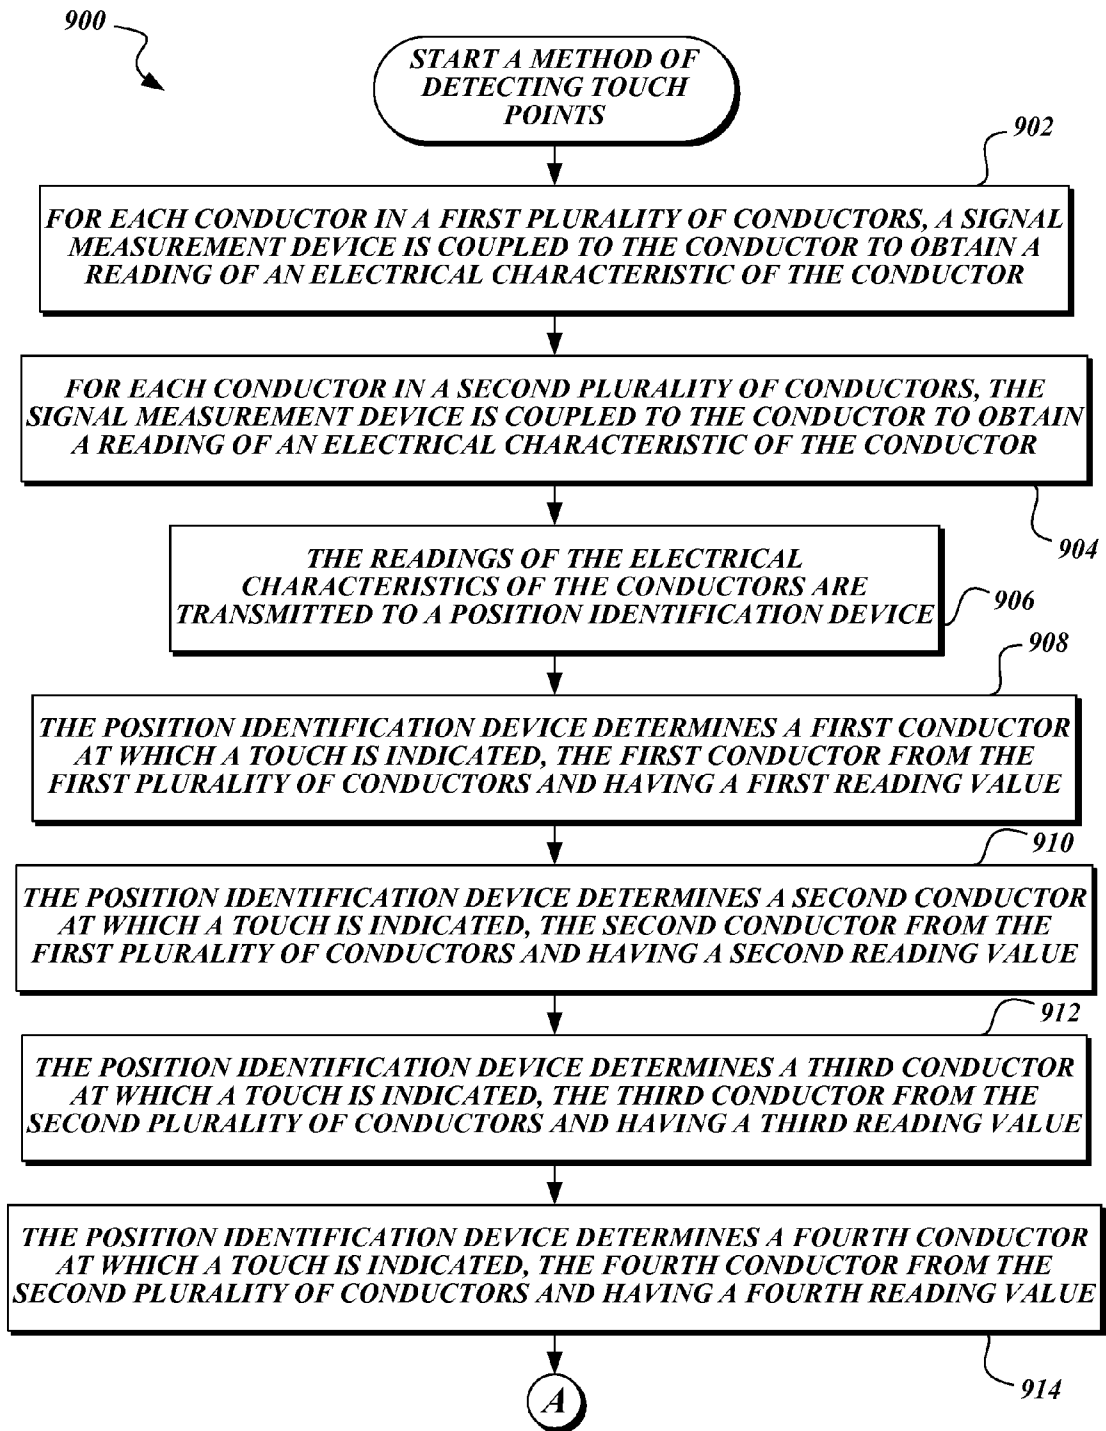 900
START A METHOD OF
DETECTING TOUCH
POINTS
902
FOR EACH CONDUCTOR IN A FIRST PLURALITY OF CONDUCTORS, A SIGNAL
MEASUREMENT DEVICE IS COUPLED TO THE CONDUCTOR TO OBTAIN A
READING OF AN ELECTRICAL CHARACTERISTIC OF THE CONDUCTOR
FOR EACH CONDUCTOR IN A SECOND PLURALITY OF CONDUCTORS, THE
SIGNAL MEASUREMENT DEVICE IS COUPLED TO THE CONDUCTOR TO OBTAIN
A READING OF AN ELECTRICAL CHARACTERISTIC OF THE CONDUCTOR
904
THE READINGS OF THE ELECTRICAL
CHARACTERISTICS OF THE CONDUCTORS ARE
TRANSMITTED TO A POSITION IDENTIFICATION DEVICE
906
908
THE POSITION IDENTIFICATION DEVICE DETERMINES A FIRST CONDUCTOR
AT WHICH A TOUCH IS INDICATED, THE FIRST CONDUCTOR FROM THE
FIRST PLURALITY OF CONDUCTORS AND HAVING A FIRST READING VALUE
910
THE POSITION IDENTIFICATION DEVICE DETERMINES A SECOND CONDUCTOR
AT WHICH A TOUCH IS INDICATED, THE SECOND CONDUCTOR FROM THE
FIRST PLURALITY OF CONDUCTORS AND HAVING A SECOND READING VALUE
912
THE POSITION IDENTIFICATION DEVICE DETERMINES A THIRD CONDUCTOR
AT WHICH A TOUCH IS INDICATED, THE THIRD CONDUCTOR FROM THE
SECOND PLURALITY OF CONDUCTORS AND HAVING A THIRD READING VALUE
THE POSITION IDENTIFICATION DEVICE DETERMINES A FOURTH CONDUCTOR
AT WHICH A TOUCH IS INDICATED, THE FOURTH CONDUCTOR FROM THE
SECOND PLURALITY OF CONDUCTORS AND HAVING A FOURTH READING VALUE
914
A